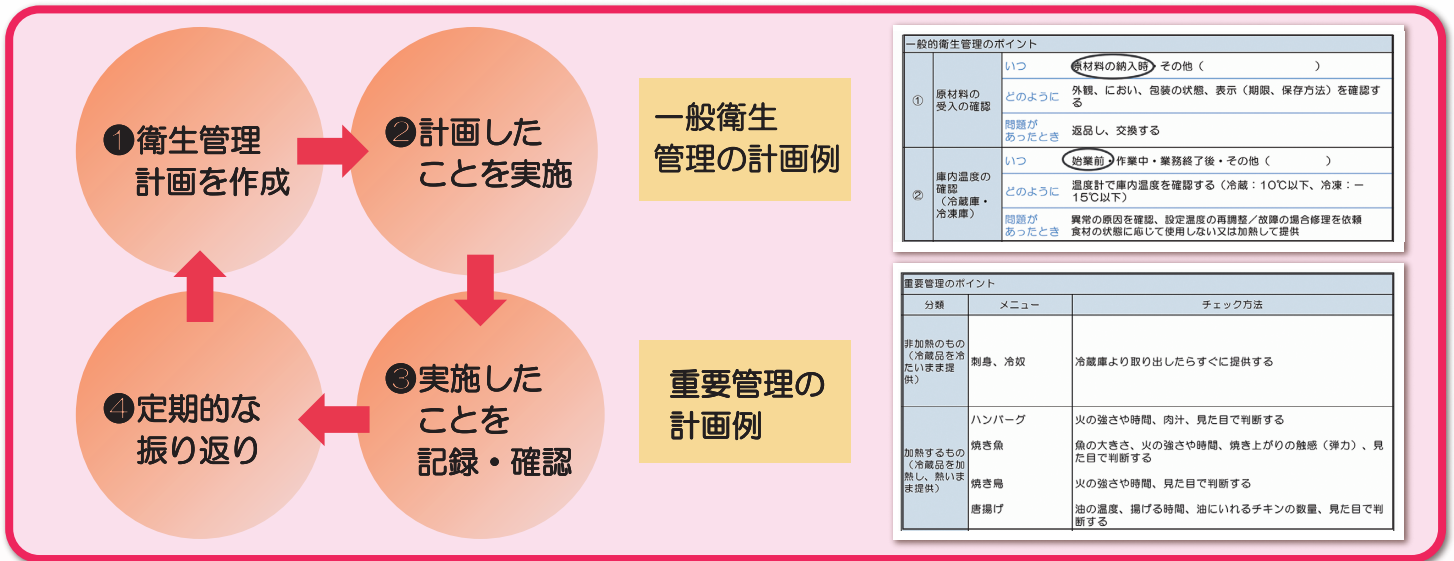 ❶衛生管理
計画を作成
❷計画した
ことを実施
❸実施した
ことを
記録・確認
❹定期的な
振り返り
一般衛生
管理の計画例
一般的衛生管理のポイント
①
原材料の
受入の確認
いつ
原材料の納入時・その他（　　　　　　　　　　）
どのように
外観、におい、包装の状態、表示（期限、保存方法）を確認す
る
問題が
あったとき
返品し、交換する
②
庫内温度の
確認
（冷蔵庫・
冷凍庫）
いつ
始業前・作業中・業務終了後・その他（　　　　　）
どのように
温度計で庫内温度を確認する（冷蔵：10℃以下、冷凍：－
15℃以下）
問題が
あったとき
異常の原因を確認、設定温度の再調整／故障の場合修理を依頼
食材の状態に応じて使用しない又は加熱して提供
重要管理の
計画例
重要管理のポイント
分類
メニュー
チェック方法
非加熱のもの
（冷蔵品を冷
たいまま提
供）
刺身、冷奴
冷蔵庫より取り出したらすぐに提供する
加熱するもの
（冷蔵品を加
熱し、熱いま
ま提供）
ハンバーグ
火の強さや時間、肉汁、見た目で判断する
焼き魚
魚の大きさ、火の強さや時間、焼き上がりの触感（弾力）、見
た目で判断する
焼き鳥
火の強さや時間、見た目で判断する
唐揚げ
油の温度、揚げる時間、油にいれるチキンの数量、見た目で判
断する